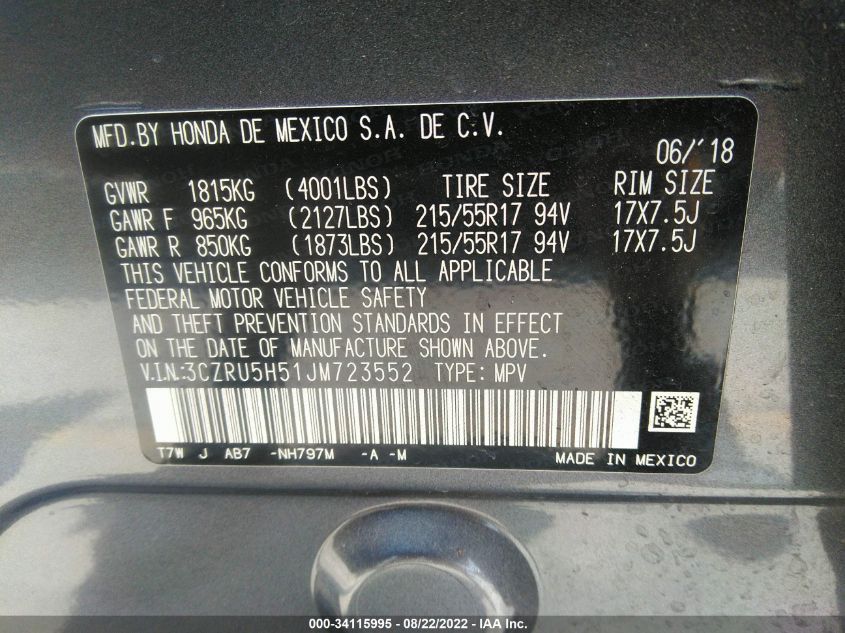 MFD.BY HONDA DE MEXICO S.A. DE C.V.
06/'18
GVWR 1815KG (4001LBS) TIRE SIZE RIM SIZE
GAWR F 965KG (2127LBS) 215/55R17 94V 17X7.5J
GAWR R 850KG (1873LBS) 215/55R17 94V 17X7.5J
THIS VEHICLE CONFORMS TO ALL APPLICABLE
FEDERAL MOTOR VEHICLE SAFETY
AND THEFT PREVENTION STANDARDS IN EFFECT
ON THE DATE OF MANUFACTURE SHOWN ABOVE.
V.I.N.:3CZRU5H51JM723552 TYPE: MPV
T7W J AB7 -NH797M -A -M MADE IN MEXICO
000-34115995 - 08/22/2022 - IAA Inc.